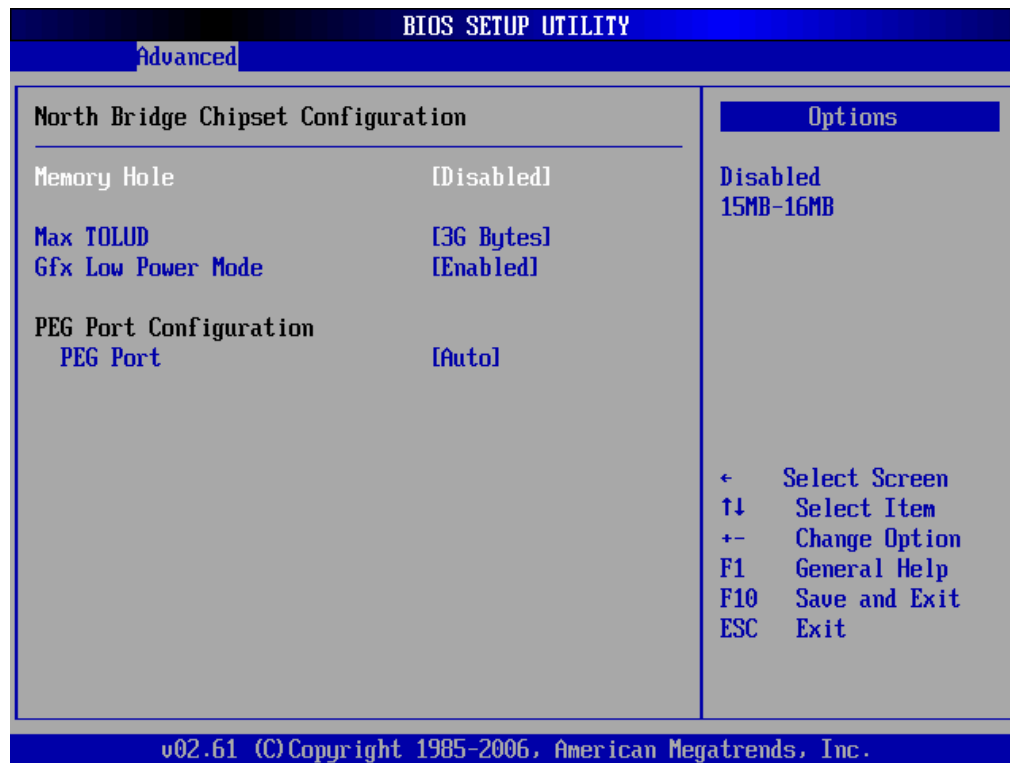 BIOS SETUP UTILITY
Advanced
North Bridge Chipset Configuration
Memory Hole [Disabled]
Max TOLUD [3G Bytes]
Gfx Low Power Mode [Enabled]
PEG Port Configuration
PEG Port [Auto]
Options
Disabled
15MB-16MB
← Select Screen
↑↓ Select Item
+- Change Option
F1 General Help
F10 Save and Exit
ESC Exit
v02.61 (C)Copyright 1985-2006, American Megatrends, Inc.